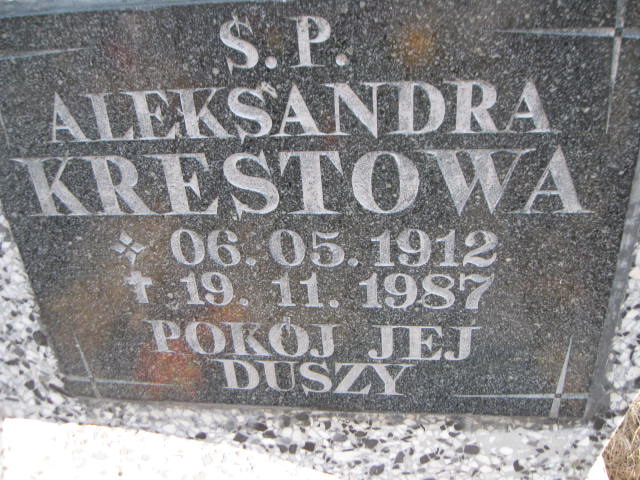 Ś.P.
ALEKSANDRA
KRESTOWA
06.05.1912
19.11.1987
POKÓJ JEJ
DUSZY